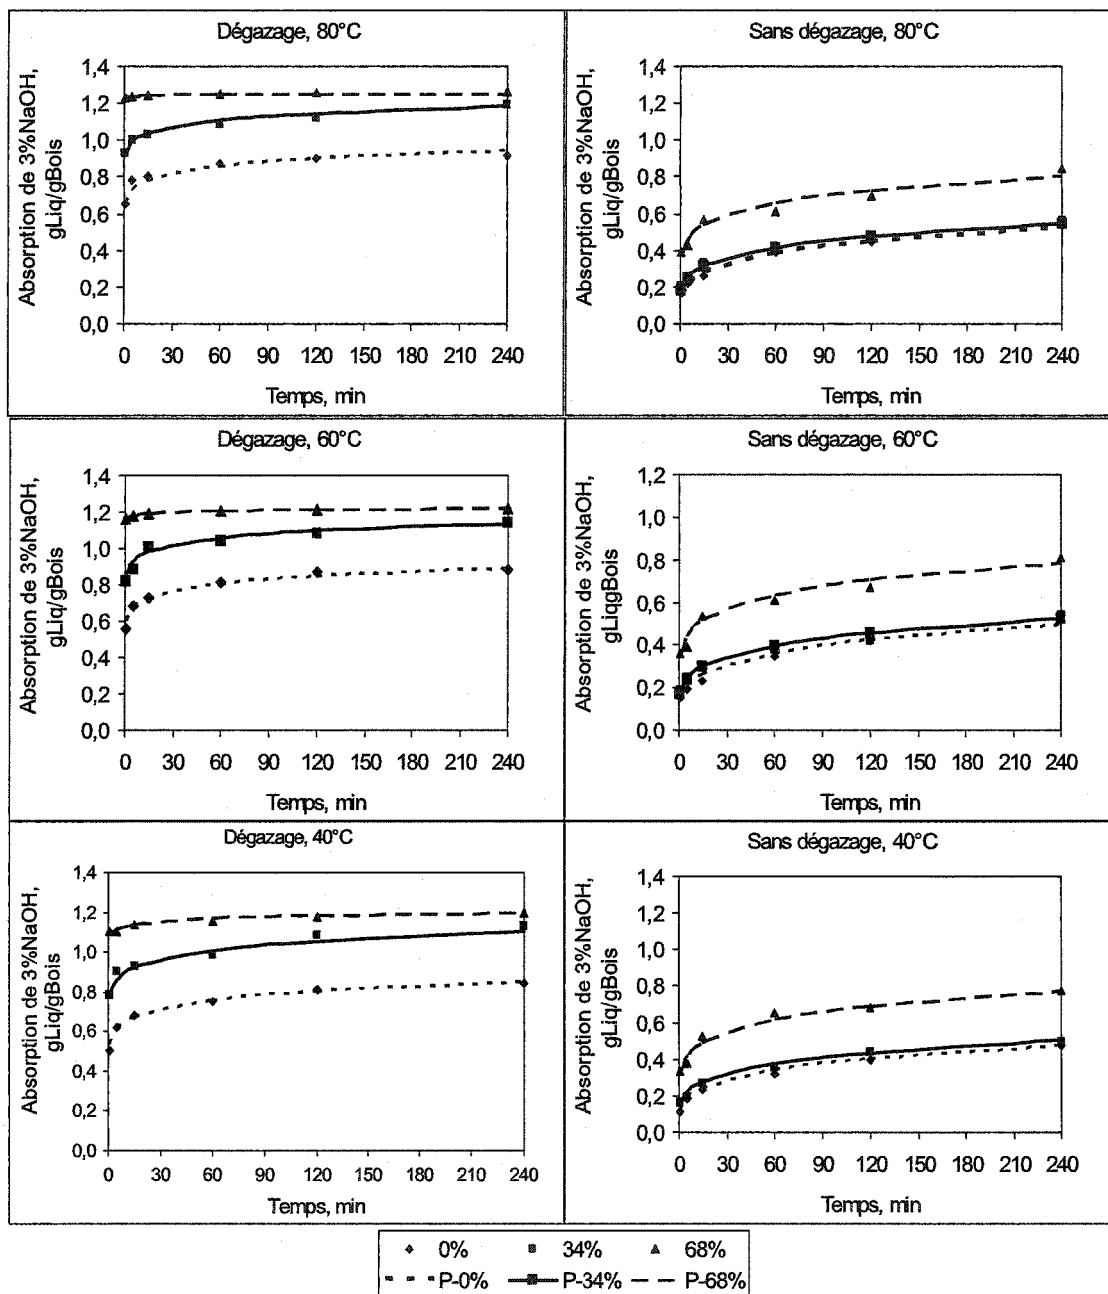 Dégazage, 80°C
Absorption de 3%NaOH,
gLiq/gBois
1,4
1,2
1,0
0,8
0,6
0,4
0,2
0,0
0 30 60 90 120 150 180 210 240
Temps, min
Sans dégazage, 80°C
Absorption de 3%NaOH,
gLiq/gBois
1,4
1,2
1,0
0,8
0,6
0,4
0,2
0,0
0 30 60 90 120 150 180 210 240
Temps, min
Dégazage, 60°C
Absorption de 3%NaOH,
gLiq/gBois
1,4
1,2
1,0
0,8
0,6
0,4
0,2
0,0
0 30 60 90 120 150 180 210 240
Temps, min
Sans dégazage, 60°C
Absorption de 3%NaOH,
gLiqgBois
1,2
1,0
0,8
0,6
0,4
0,2
0,0
0 30 60 90 120 150 180 210 240
Temps, min
Dégazage, 40°C
Absorption de 3%NaOH,
gLiq/gBois
1,4
1,2
1,0
0,8
0,6
0,4
0,2
0,0
0 30 60 90 120 150 180 210 240
Temps, min
Sans dégazage, 40°C
Absorption de 3%NaOH,
gLiq/gBois
1,4
1,2
1,0
0,8
0,6
0,4
0,2
0,0
0 30 60 90 120 150 180 210 240
Temps, min
0% 34% 68%
P-0% P-34% P-68%